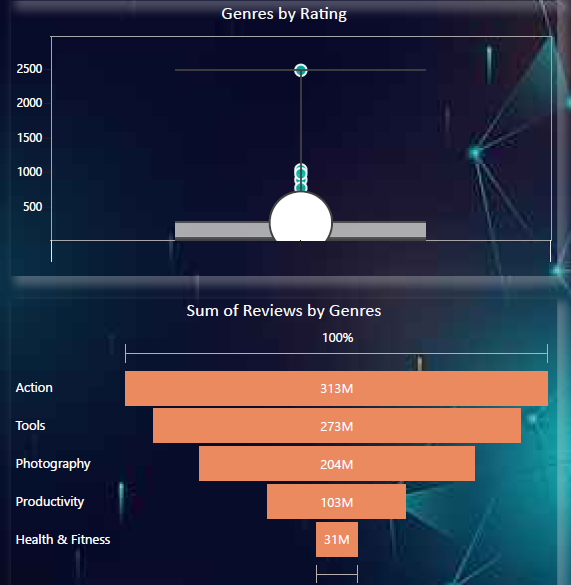 Genres by Rating
2500
2000
1500
1000
500
Sum of Reviews by Genres
100%
Action 313M
Tools 273M
Photography 204M
Productivity 103M
Health & Fitness 31M